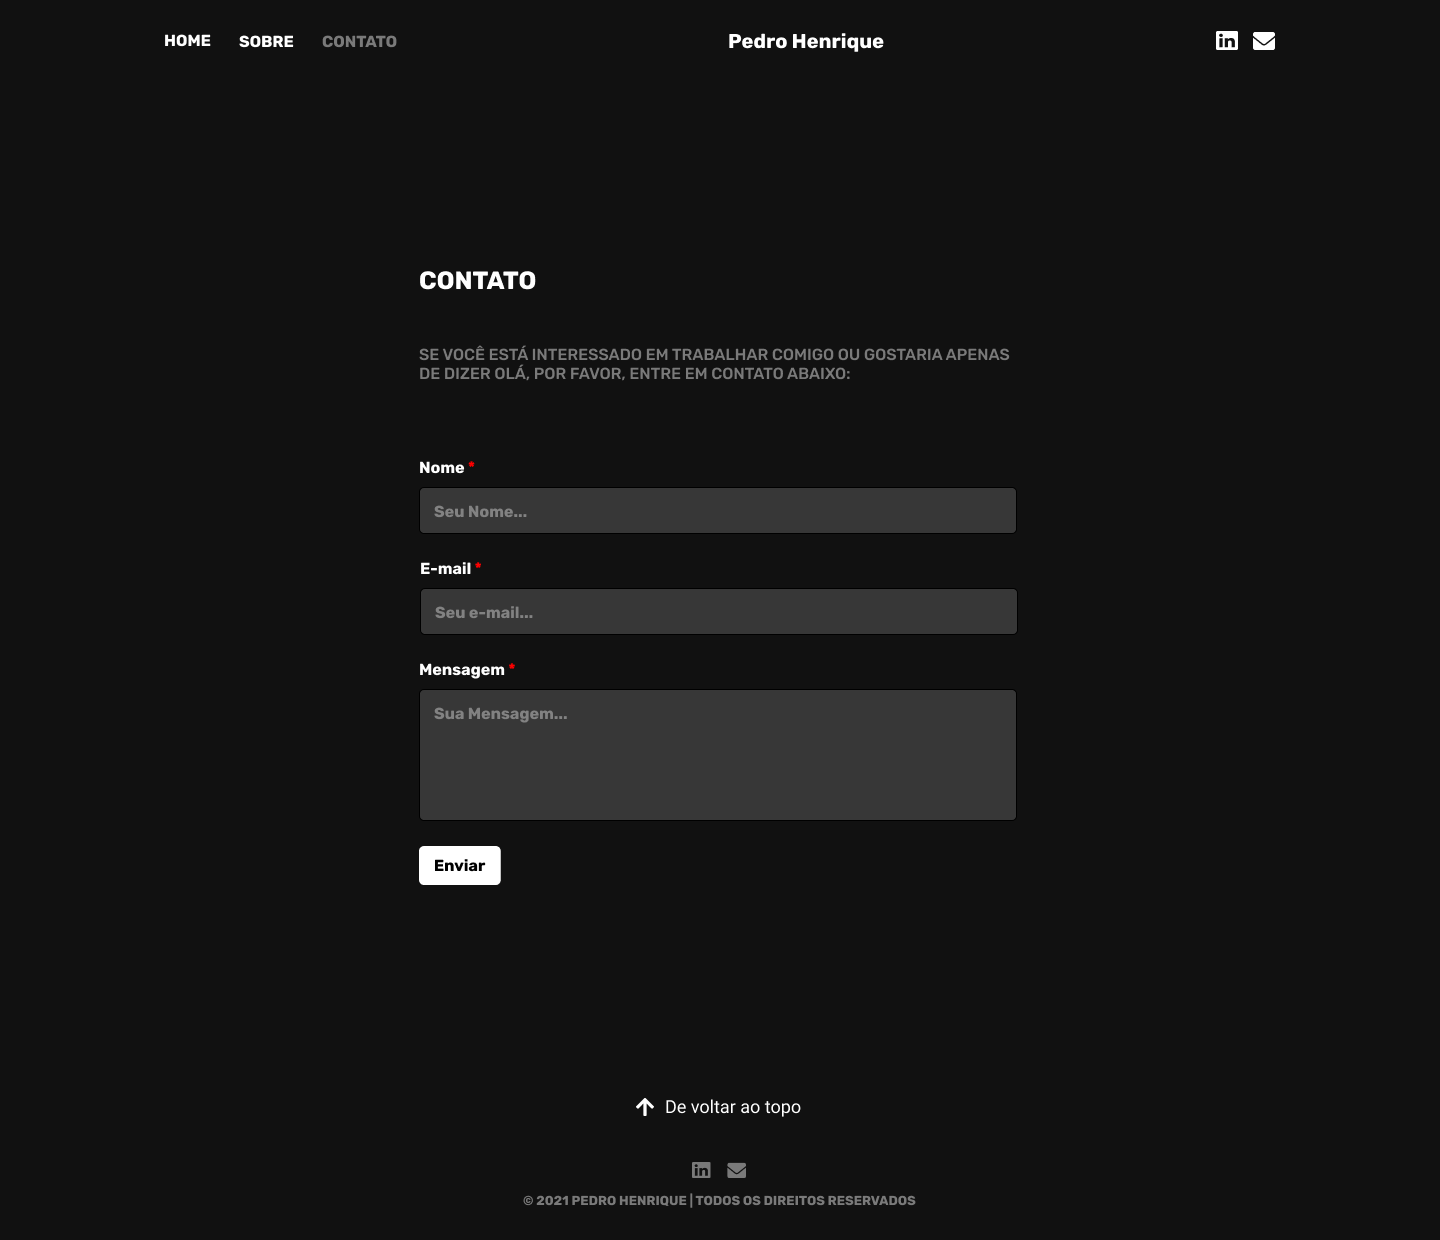 HOME
SOBRE
CONTATO
Pedro Henrique
CONTATO
SE VOCÊ ESTÁ INTERESSADO EM TRABALHAR COMIGO OU GOSTARIA APENAS
DE DIZER OLÁ, POR FAVOR, ENTRE EM CONTATO ABAIXO:
Nome *
Seu Nome...
E-mail *
Seu e-mail...
Mensagem *
Sua Mensagem...
Enviar
De voltar ao topo
© 2021 PEDRO HENRIQUE | TODOS OS DIREITOS RESERVADOS